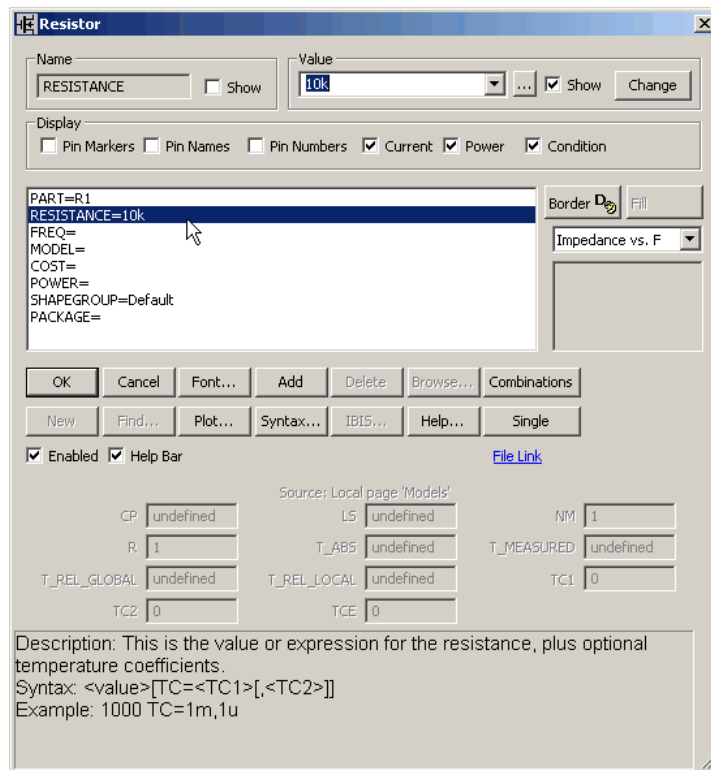 Resistor
Name
RESISTANCE
Show
Value
10k
...
Show
Change
Display
Pin Markers Pin Names Pin Numbers Current Power Condition
PART=R1
RESISTANCE=10k
FREQ=
MODEL=
COST=
POWER=
SHAPEGROUP=Default
PACKAGE=
Border
Fill
Impedance vs. F
OK Cancel Font... Add Delete Browse... Combinations
New Find... Plot... Syntax... IBIS... Help... Single
Enabled Help Bar File Link
Source: Local page 'Models'
CP undefined LS undefined NM 1
R 1 T_ABS undefined T_MEASURED undefined
T_REL_GLOBAL undefined T_REL_LOCAL undefined TC1 0
TC2 0 TCE 0
Description: This is the value or expression for the resistance, plus optional
temperature coefficients.
Syntax: <value>[TC=<TC1>[,<TC2>]]
Example: 1000 TC=1m,1u